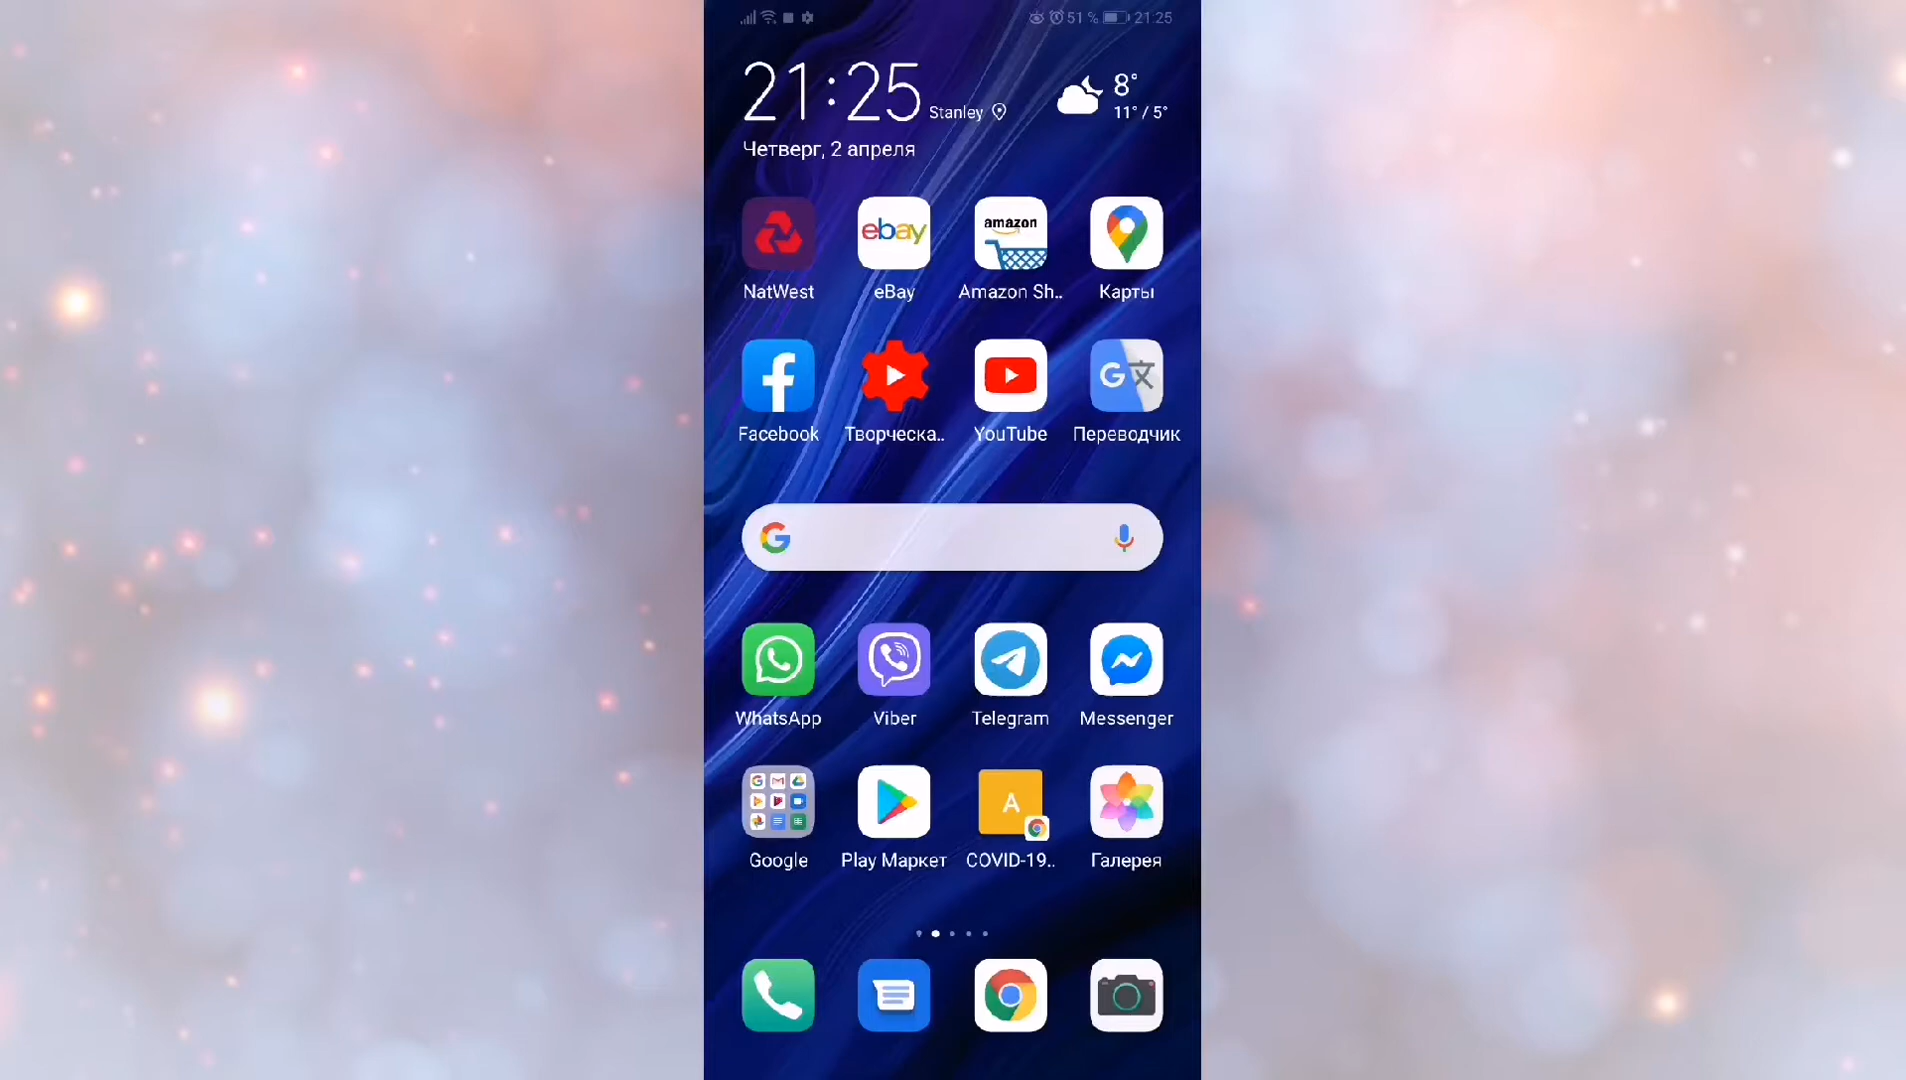 51 % 21:25
21:25 Stanley 8°
11° / 5°
Четверг, 2 апреля
ebay amazon
NatWest eBay Amazon Sh.. Карты
Facebook Творческа.. YouTube Переводчик
WhatsApp Viber Telegram Messenger
A
Google Play Маркет COVID-19.. Галерея